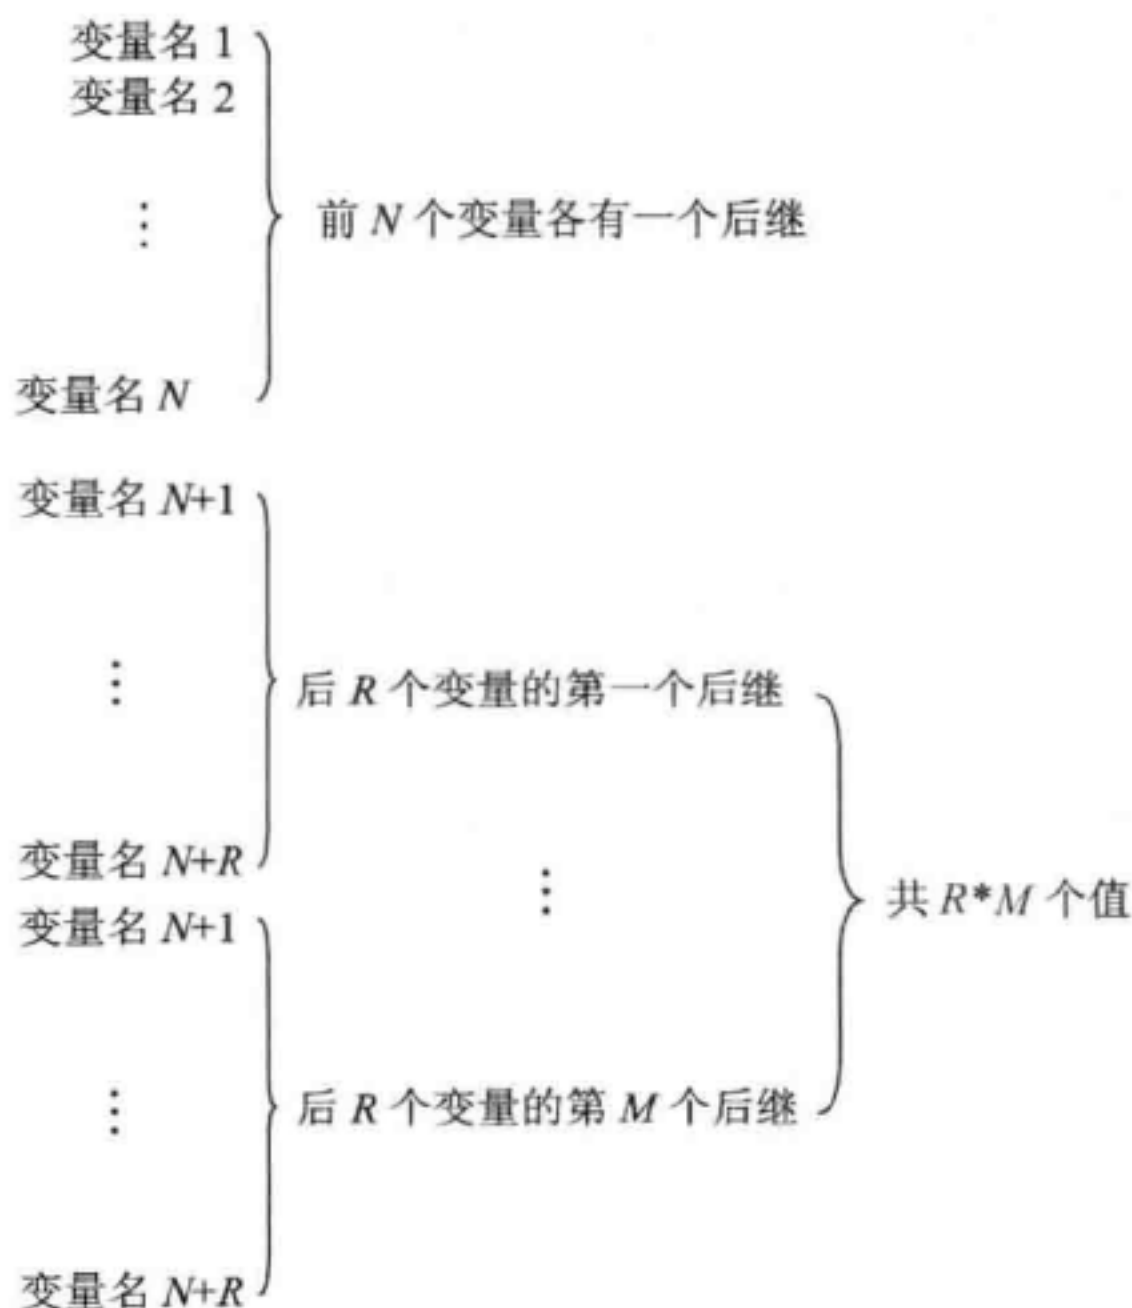 变量名 1
变量名 2
⋮
前 N 个变量各有一个后继
变量名 N
变量名 N+1
⋮
后 R 个变量的第一个后继
变量名 N+R
⋮
共 R*M 个值
变量名 N+1
⋮
后 R 个变量的第 M 个后继
变量名 N+R